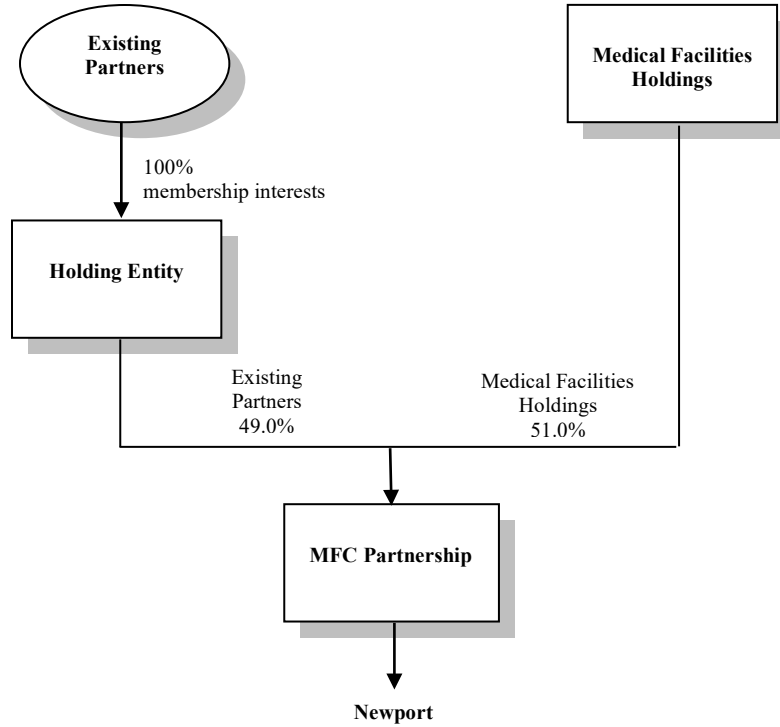 Existing
Partners
Medical Facilities
Holdings
100%
membership interests
Holding Entity
Existing
Partners
49.0%
Medical Facilities
Holdings
51.0%
MFC Partnership
Newport